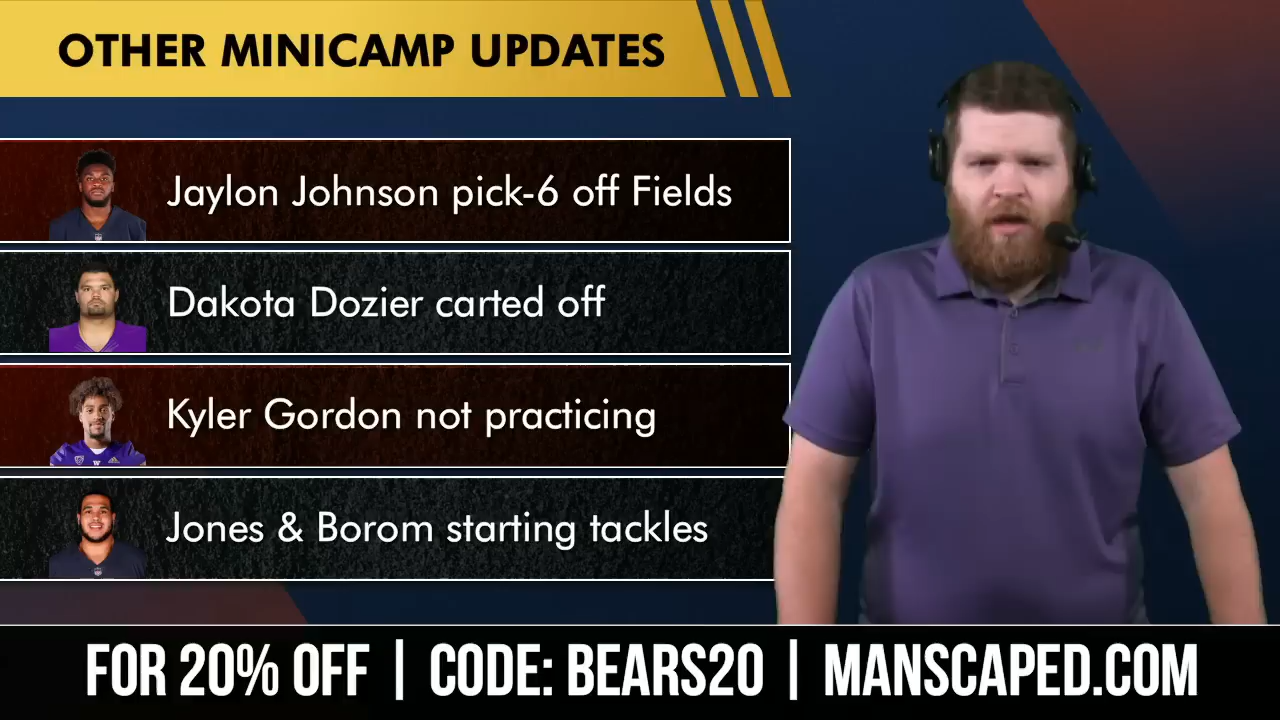 OTHER MINICAMP UPDATES
Jaylon Johnson pick-6 off Fields
Dakota Dozier carted off
Kyler Gordon not practicing
Jones & Borom starting tackles
FOR 20% OFF | CODE: BEARS20 | MANSCAPED.COM